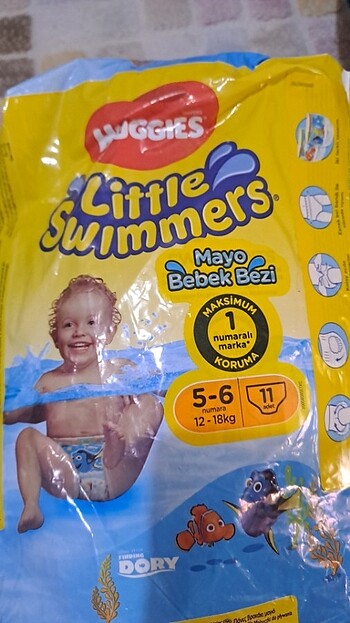 HUGGIES
Little
Swimmers®
Mayo
Bebek Bezi
MAKSİMUM
1
numaralı
marka*
KORUMA
5-6
numara
12-18kg
11
adet
FINDING
DORY